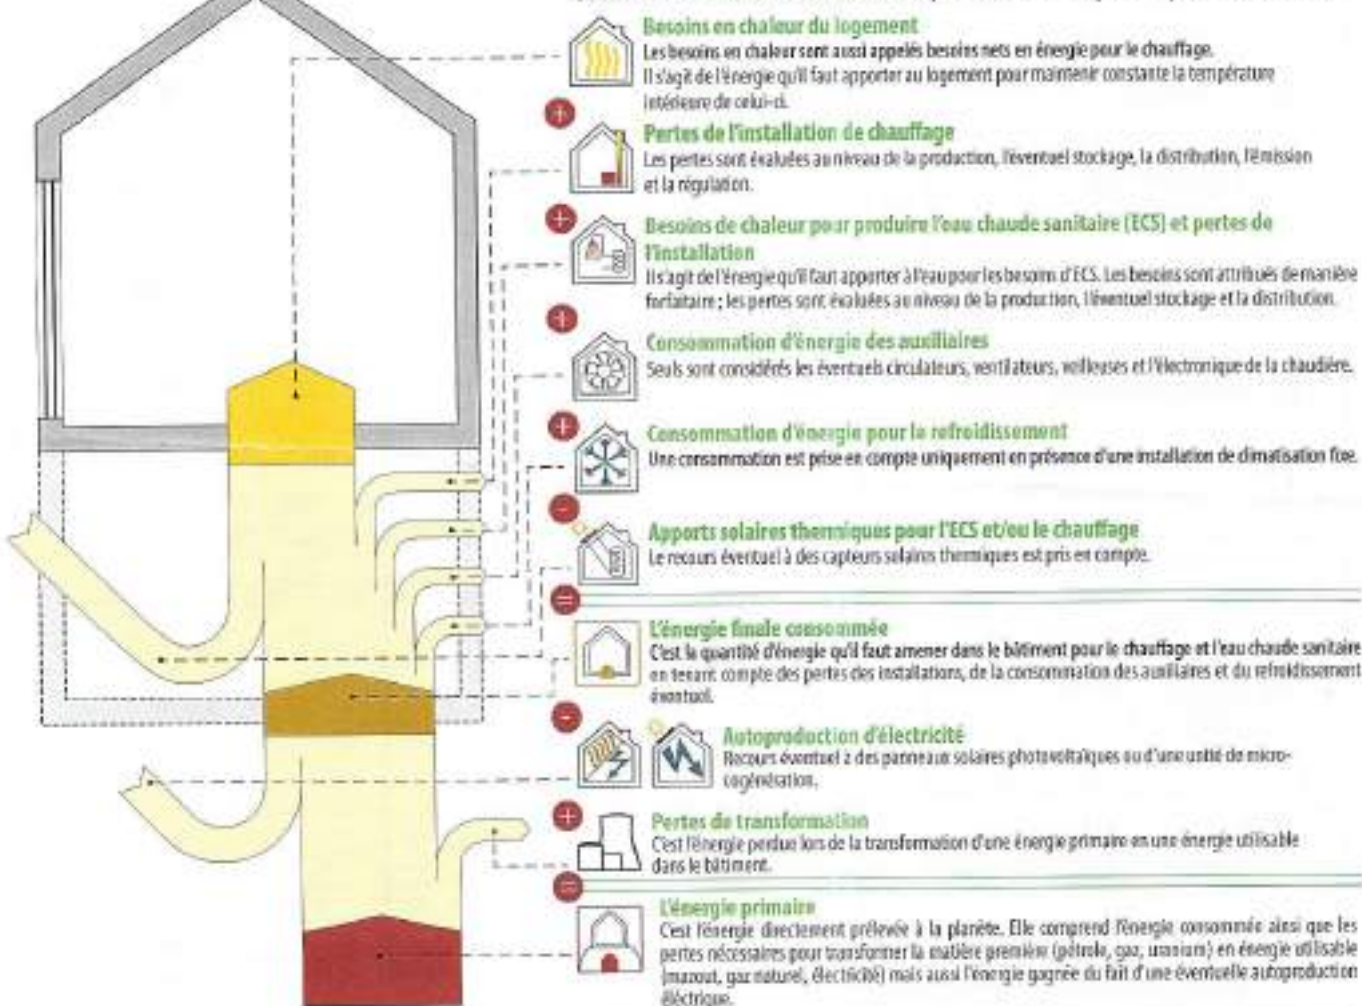 Besoins en chaleur du logement
Les besoins en chaleur sont aussi appelés besoins nets en énergie pour le chauffage.
Il s'agit de l'énergie qu'il faut apporter au logement pour maintenir constante la température
intérieure de celui-ci.
+
Pertes de l'installation de chauffage
Les pertes sont évaluées au niveau de la production, l'éventuel stockage, la distribution, l'émission
et la régulation.
+
Besoins de chaleur pour produire l'eau chaude sanitaire (ECS) et pertes de
l'installation
Il s'agit de l'énergie qu'il faut apporter à l'eau pour les besoins d'ECS. Les besoins sont attribués de manière
forfaitaire ; les pertes sont évaluées au niveau de la production, l'éventuel stockage et la distribution.
+
Consommation d'énergie des auxiliaires
Seuls sont considérés les éventuels circulateurs, ventilateurs, veilleuses et l'électronique de la chaudière.
+
Consommation d'énergie pour le refroidissement
Une consommation est prise en compte uniquement en présence d'une installation de climatisation fixe.
-
Apports solaires thermiques pour l'ECS et/ou le chauffage
Le recours éventuel à des capteurs solaires thermiques est pris en compte.
=
L'énergie finale consommée
C'est la quantité d'énergie qu'il faut amener dans le bâtiment pour le chauffage et l'eau chaude sanitaire
en tenant compte des pertes des installations, de la consommation des auxiliaires et du refroidissement
éventuel.
-
Autoproduction d'électricité
Recours éventuel à des panneaux solaires photovoltaïques ou d'une unité de micro-
cogénération.
+
Pertes de transformation
C'est l'énergie perdue lors de la transformation d'une énergie primaire en une énergie utilisable
dans le bâtiment.
=
L'énergie primaire
C'est l'énergie directement prélevée à la planète. Elle comprend l'énergie consommée ainsi que les
pertes nécessaires pour transformer la matière première (pétrole, gaz, uranium) en énergie utilisable
(mazout, gaz naturel, électricité) mais aussi l'énergie gagnée du fait d'une éventuelle autoproduction
électrique.